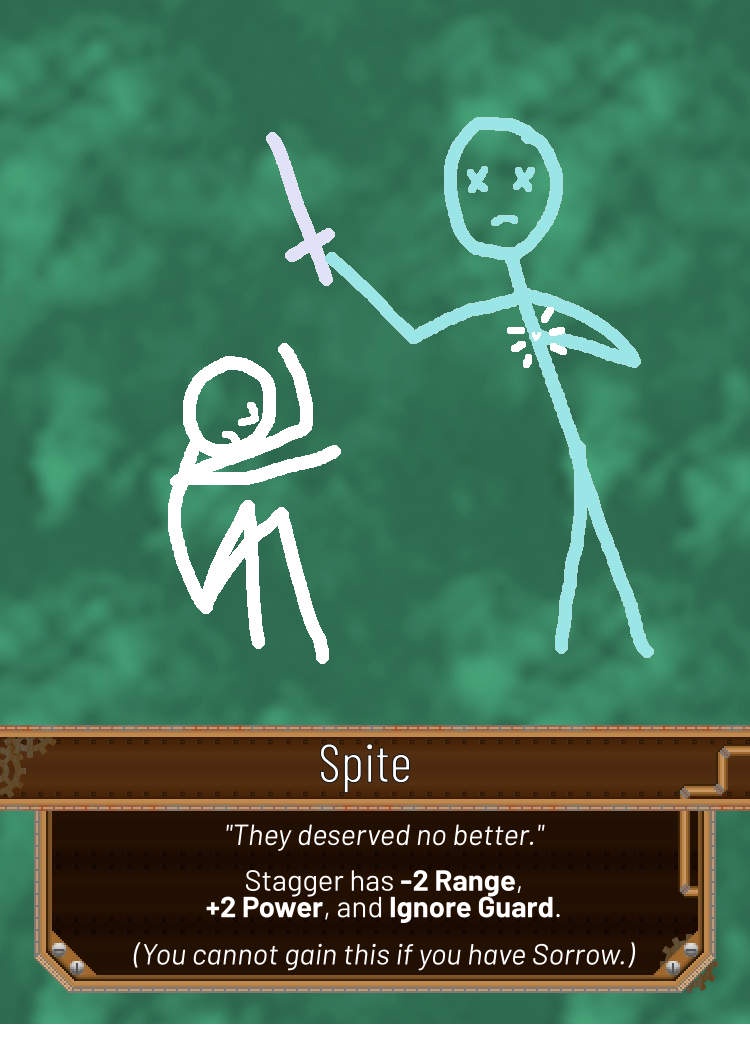 Spite
"They deserved no better."
Stagger has -2 Range,
+2 Power, and Ignore Guard.
(You cannot gain this if you have Sorrow.)